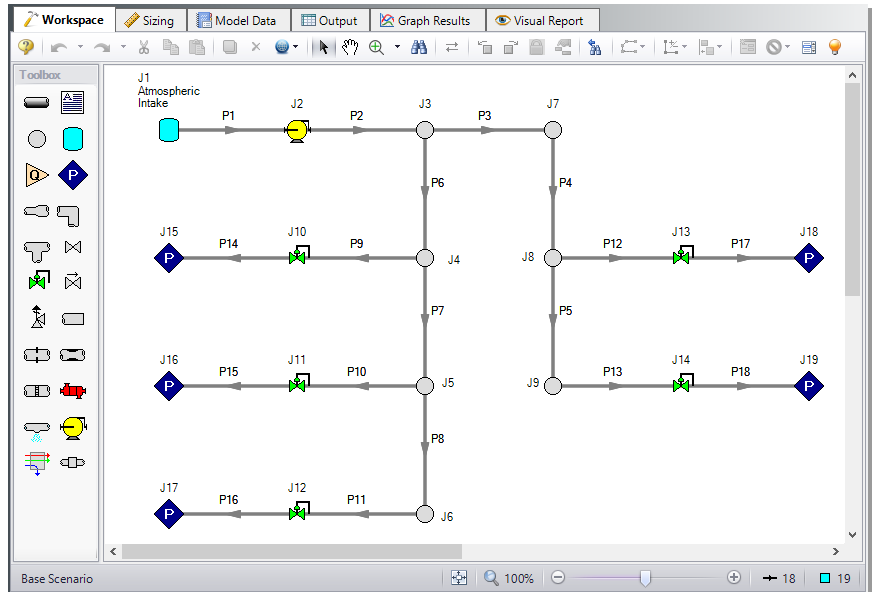 Workspace Sizing Model Data Output Graph Results Visual Report
Toolbox
J1
Atmospheric
Intake
J2 J3 J7
P1 P2 P3
P6 P4
J15 J10 J13 J18
P14 P9 P12 P17
P P
J4 J8
P7 P5
J16 J11 J14 J19
P15 P10 P13 P18
P P
J5 J9
P8
J17 J12
P16 P11
P
J6
Q P
Base Scenario 100% 18 19